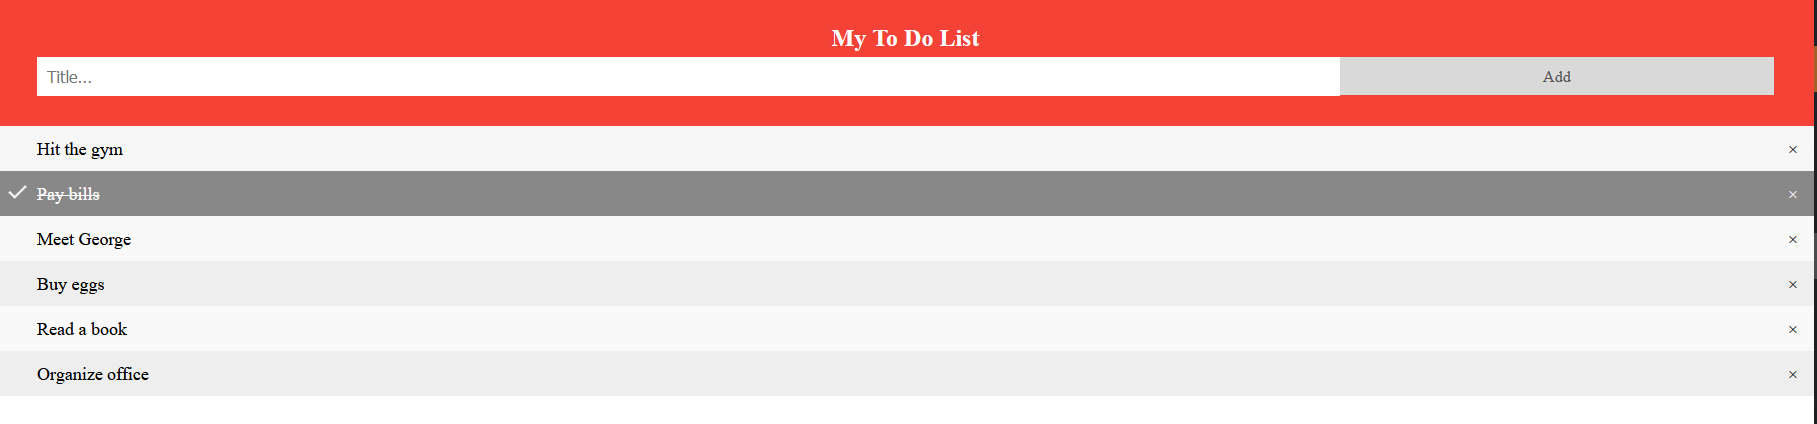 My To Do List
Title...
Add
Hit the gym
×
Pay bills
×
Meet George
×
Buy eggs
×
Read a book
×
Organize office
×